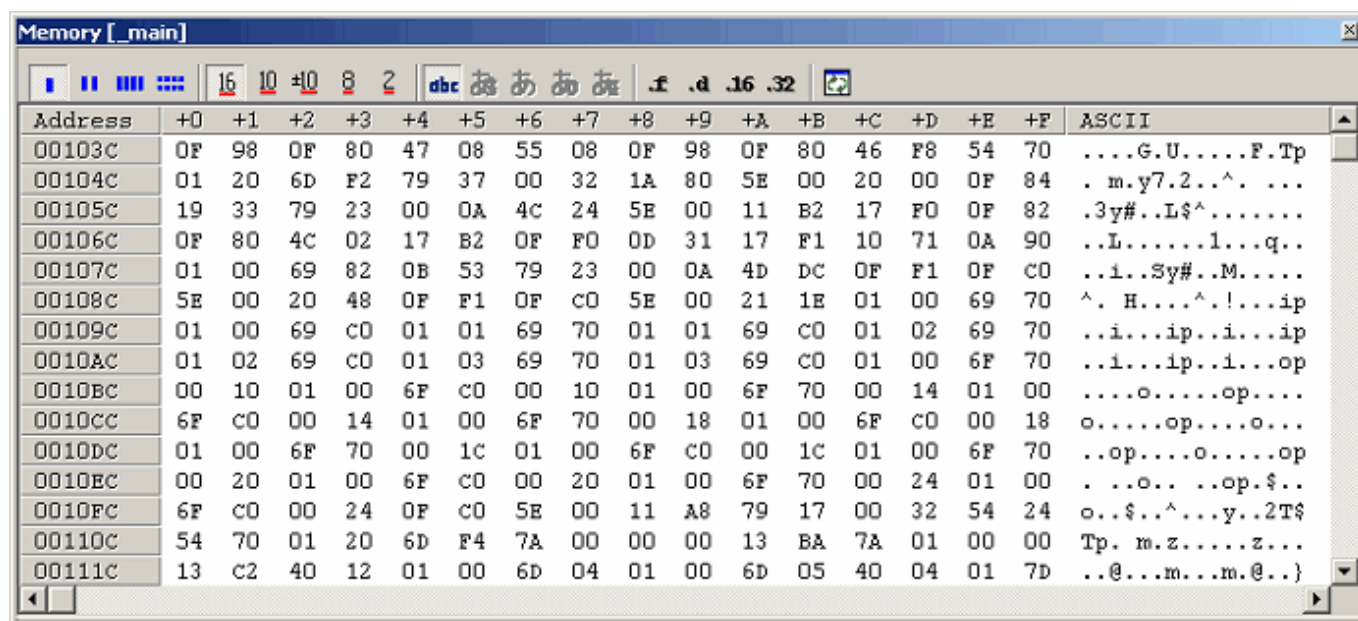 Memory [_main]
16 10 ±10 8 2 abc あ .f .d .16 .32
Address +0 +1 +2 +3 +4 +5 +6 +7 +8 +9 +A +B +C +D +E +F ASCII
00103C 0F 98 0F 80 47 08 55 08 0F 98 0F 80 46 F8 54 70 ....G.U.....F.Tp
00104C 01 20 6D F2 79 37 00 32 1A 80 5E 00 20 00 0F 84 . m.y7.2..^. ...
00105C 19 33 79 23 00 0A 4C 24 5E 00 11 B2 17 F0 0F 82 .3y#..L$^.......
00106C 0F 80 4C 02 17 B2 0F F0 0D 31 17 F1 10 71 0A 90 ..L......1...q..
00107C 01 00 69 82 0B 53 79 23 00 0A 4D DC 0F F1 0F C0 ..i..Sy#..M.....
00108C 5E 00 20 48 0F F1 0F C0 5E 00 21 1E 01 00 69 70 ^. H....^.!...ip
00109C 01 00 69 C0 01 01 69 70 01 01 69 C0 01 02 69 70 ..i...ip..i...ip
0010AC 01 02 69 C0 01 03 69 70 01 03 69 C0 01 00 6F 70 ..i...ip..i...op
0010BC 00 10 01 00 6F C0 00 10 01 00 6F 70 00 14 01 00 ....o.....op....
0010CC 6F C0 00 14 01 00 6F 70 00 18 01 00 6F C0 00 18 o.....op....o...
0010DC 01 00 6F 70 00 1C 01 00 6F C0 00 1C 01 00 6F 70 ..op....o.....op
0010EC 00 20 01 00 6F C0 00 20 01 00 6F 70 00 24 01 00 . ..o.. ..op.$..
0010FC 6F C0 00 24 0F C0 5E 00 11 A8 79 17 00 32 54 24 o..$..^...y..2T$
00110C 54 70 01 20 6D F4 7A 00 00 00 13 BA 7A 01 00 00 Tp. m.z.....z...
00111C 13 C2 40 12 01 00 6D 04 01 00 6D 05 40 04 01 7D ..@...m...m.@..}